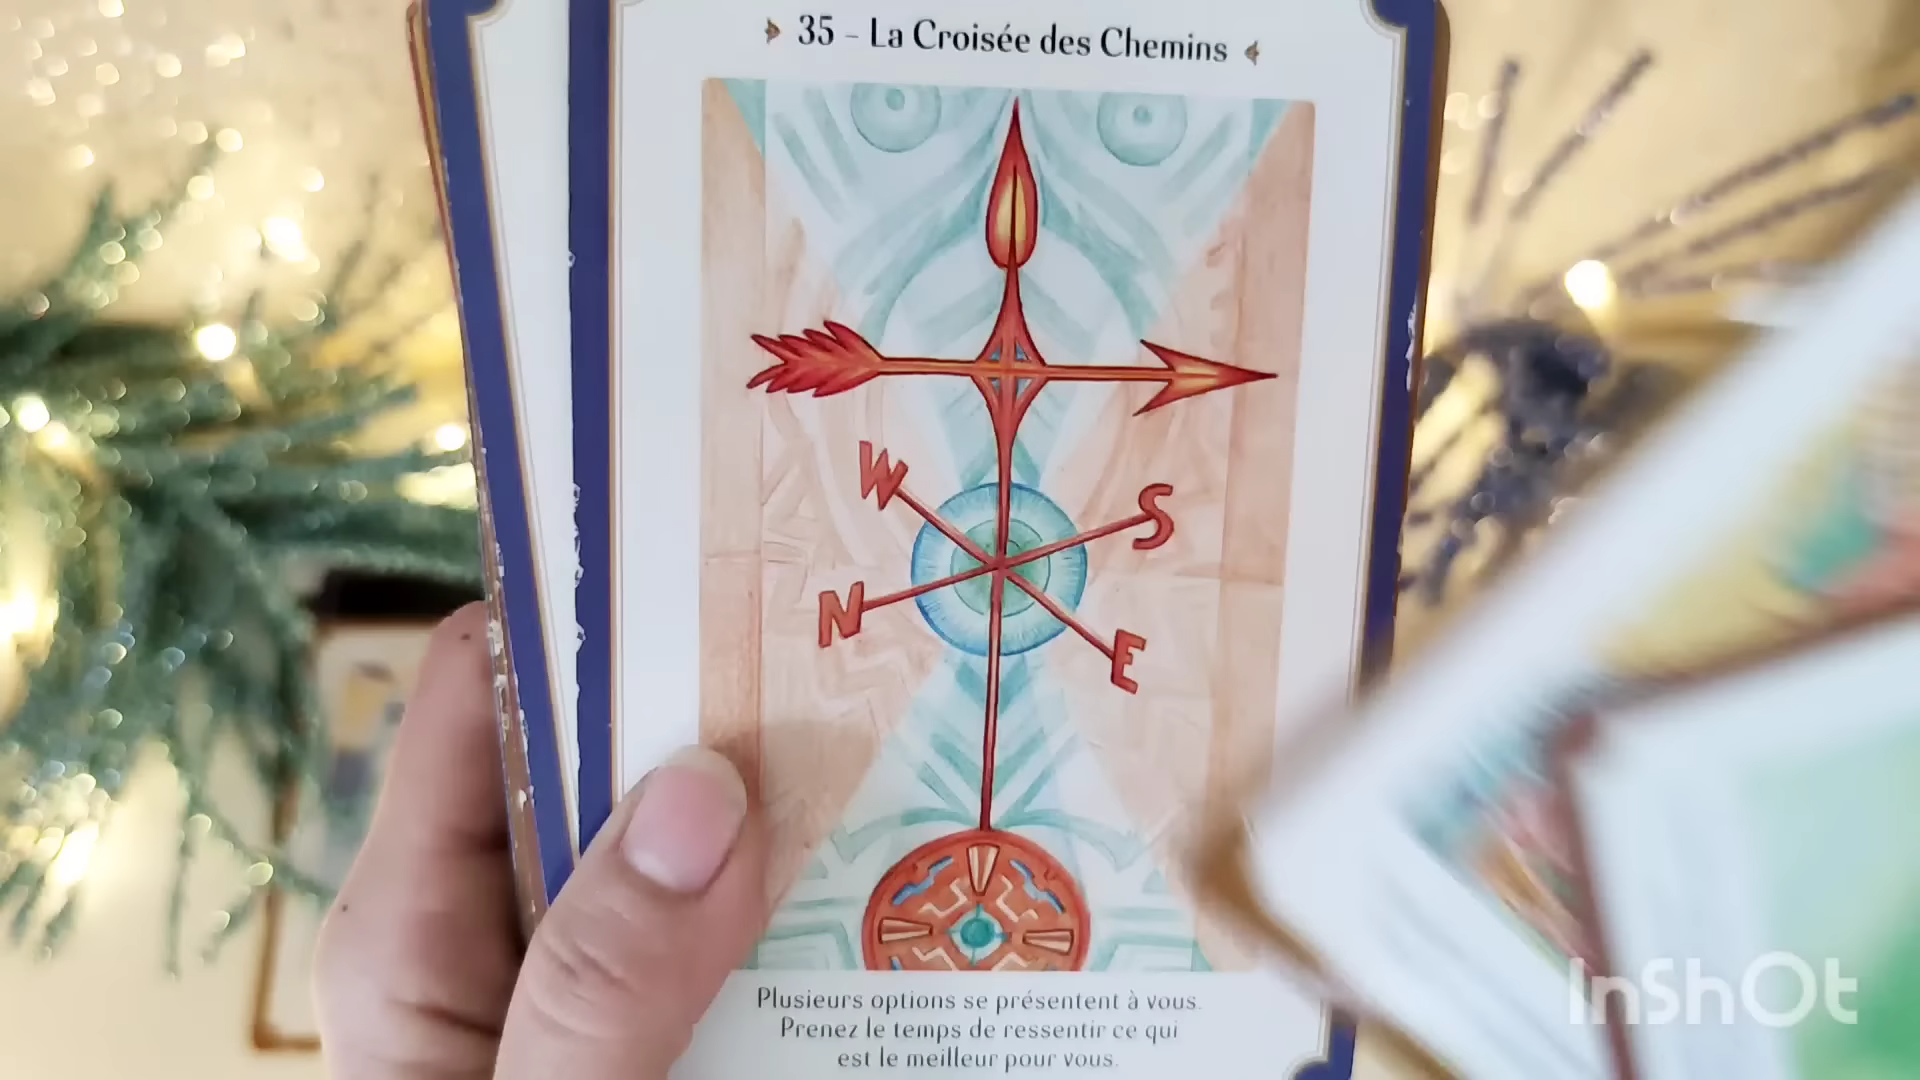 35 – La Croisée des Chemins
W
S
N
E
Plusieurs options se présentent à vous.
Prenez le temps de ressentir ce qui
est le meilleur pour vous.
InShOt